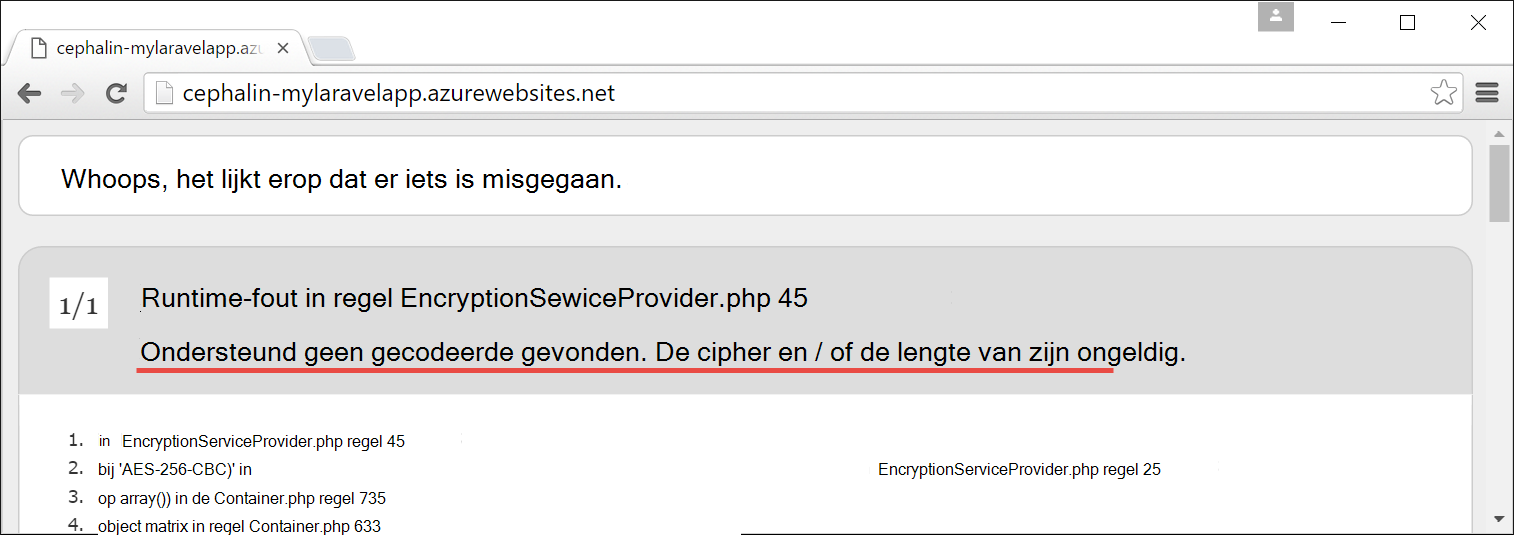 cephalin-mylaravelapp.azu
cephalin-mylaravelapp.azurewebsites.net
Whoops, het lijkt erop dat er iets is misgegaan.
1/1
Runtime-fout in regel EncryptionSewiceProvider.php 45
Ondersteund geen gecodeerde gevonden. De cipher en / of de lengte van zijn ongeldig.
1. in EncryptionServiceProvider.php regel 45
2. bij 'AES-256-CBC)' in EncryptionServiceProvider.php regel 25
3. op array()) in de Container.php regel 735
4. object matrix in regel Container.php 633